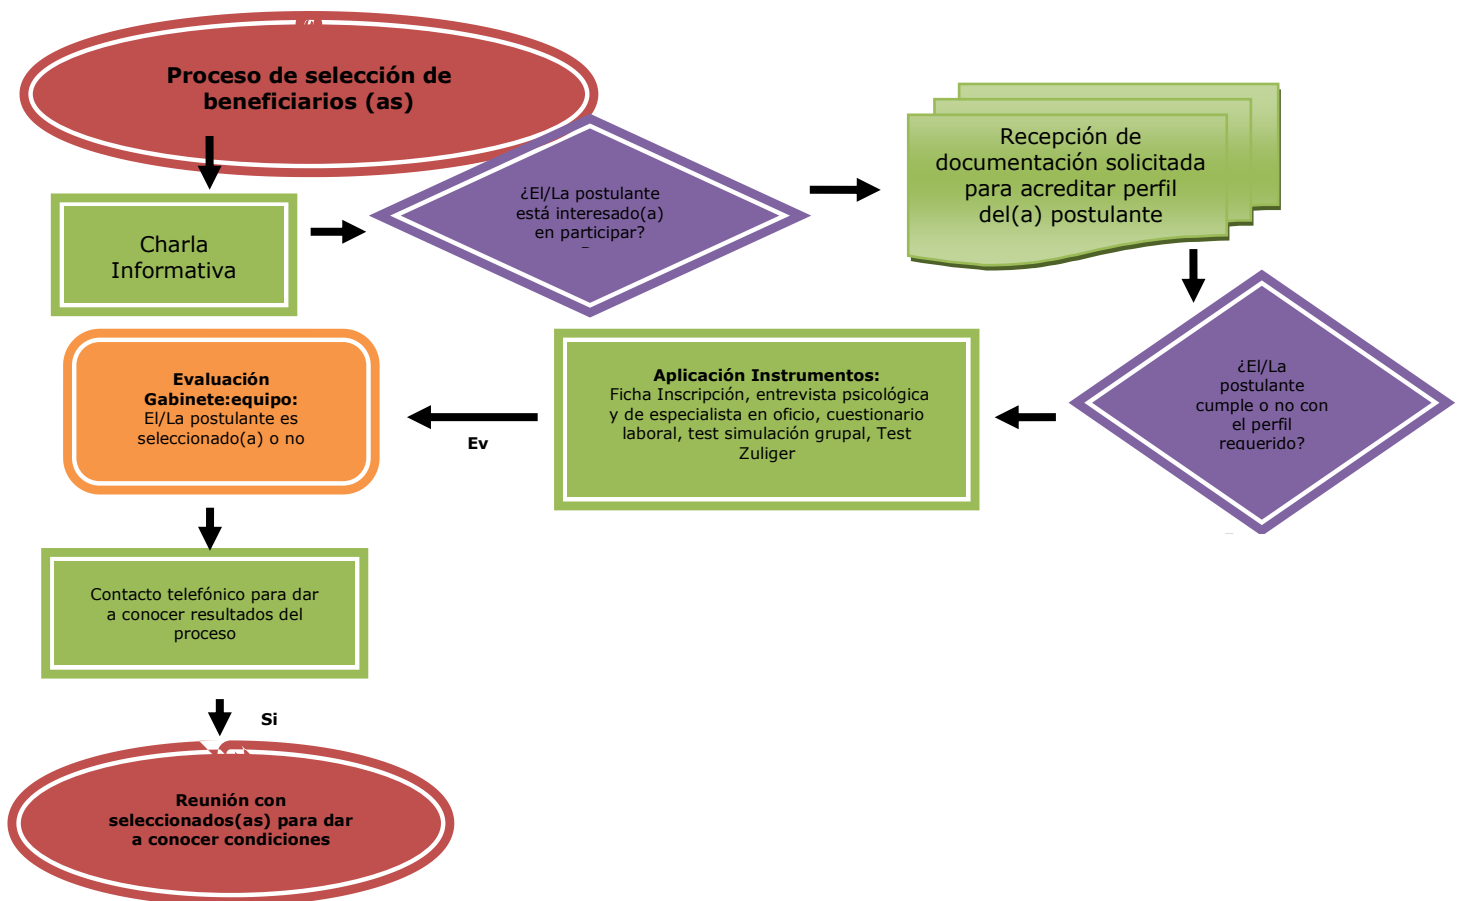 Proceso de selección de
beneficiarios (as)
Charla
Informativa
¿El/La postulante
está interesado(a)
en participar?
Recepción de
documentación solicitada
para acreditar perfil
del(a) postulante
¿El/La
postulante
cumple o no con
el perfil
requerido?
Aplicación Instrumentos:
Ficha Inscripción, entrevista psicológica
y de especialista en oficio, cuestionario
laboral, test simulación grupal, Test
Zuliger
Ev
Evaluación
Gabinete:equipo:
El/La postulante es
seleccionado(a) o no
Contacto telefónico para dar
a conocer resultados del
proceso
Si
Reunión con
seleccionados(as) para dar
a conocer condiciones